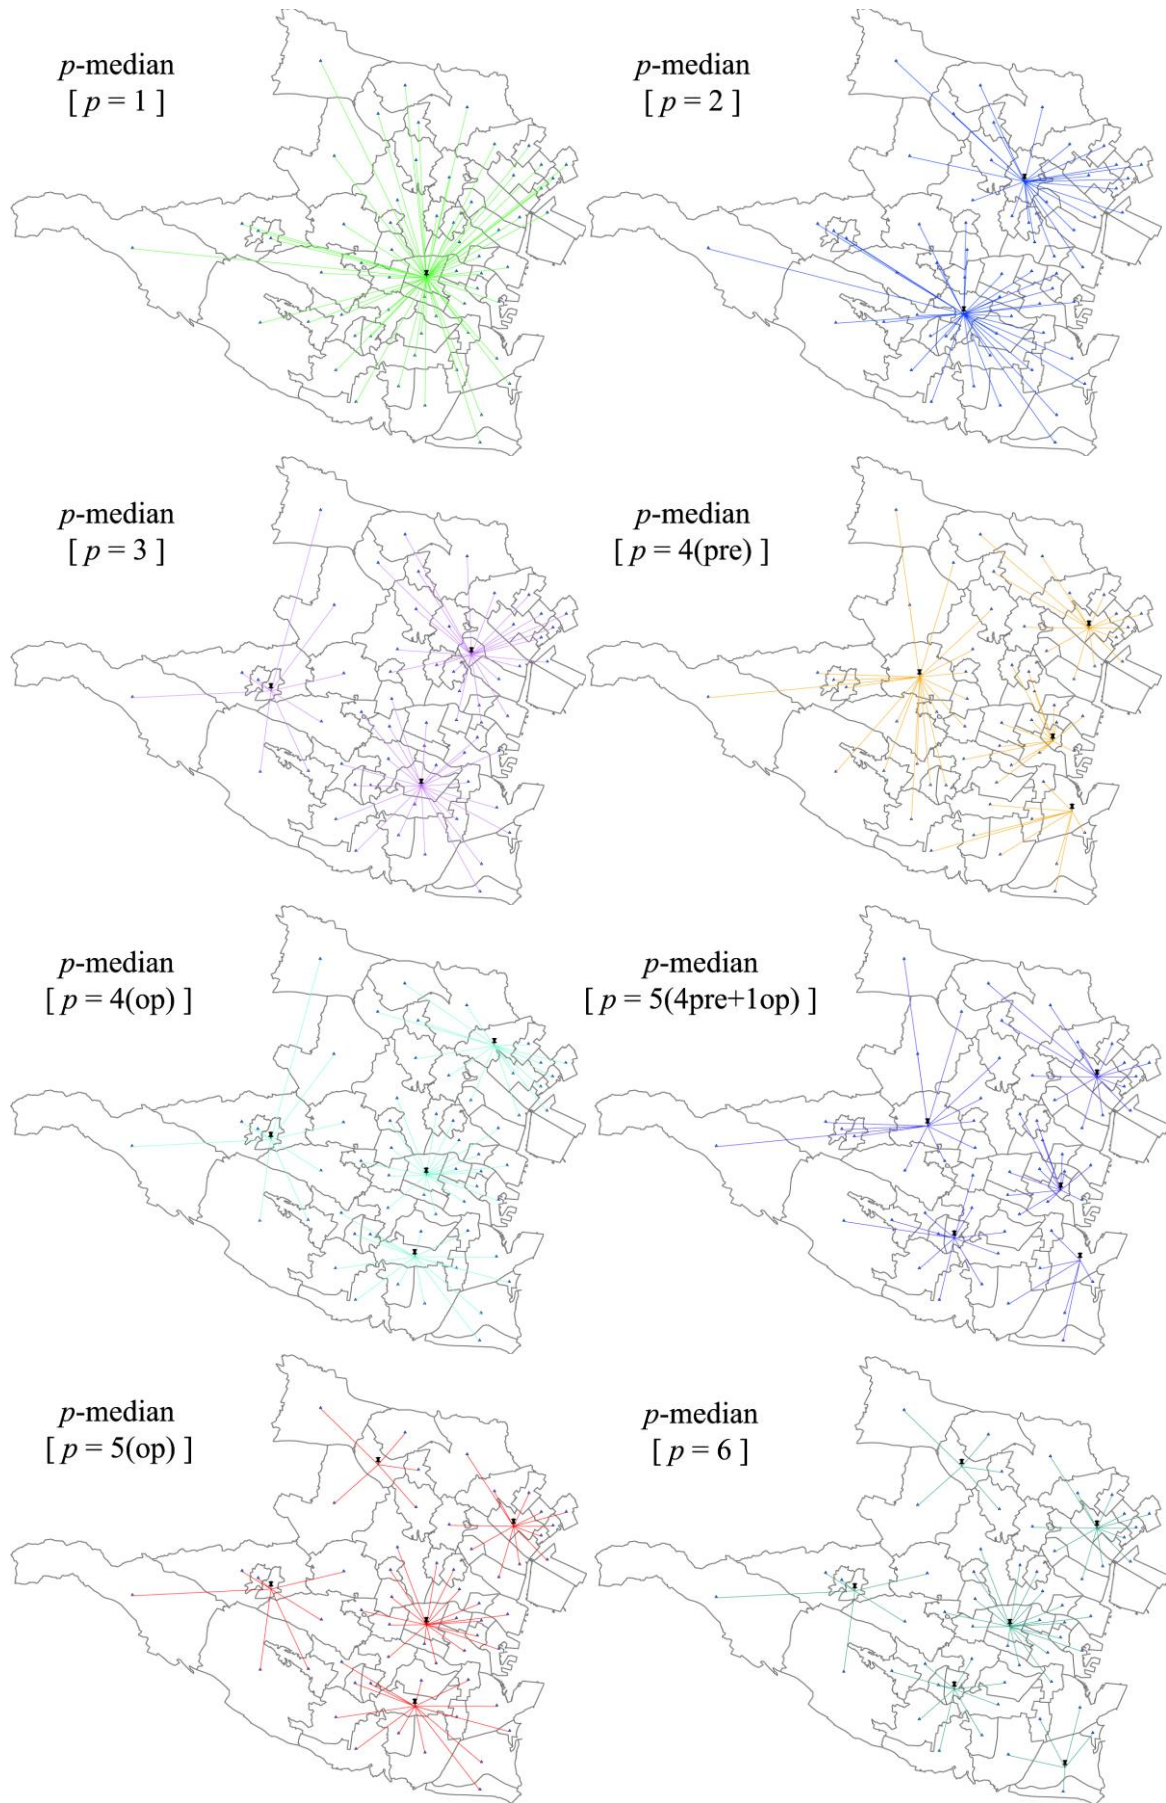 p-median
[ p = 1 ]
p-median
[ p = 2 ]
p-median
[ p = 3 ]
p-median
[ p = 4(pre) ]
p-median
[ p = 4(op) ]
p-median
[ p = 5(4pre+1op) ]
p-median
[ p = 5(op) ]
p-median
[ p = 6 ]